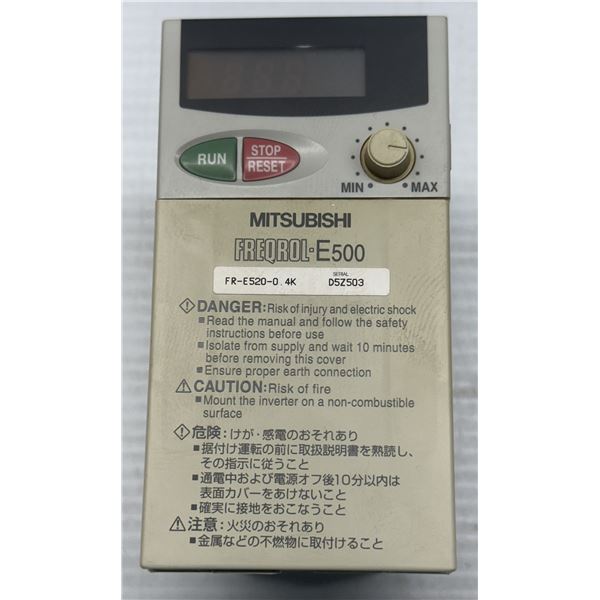 RUN
STOP
RESET
MIN
MAX
MITSUBISHI
FREQROL-E500
SERIAL
FR-E520-0.4K D5Z503
DANGER: Risk of injury and electric shock
■Read the manual and follow the safety
instructions before use
■Isolate from supply and wait 10 minutes
before removing this cover
■Ensure proper earth connection
CAUTION: Risk of fire
■Mount the inverter on a non-combustible
surface
危険:けが・感電のおそれあり
■据付け運転の前に取扱説明書を熟読し、
その指示に従うこと
■通電中および電源オフ後10分以内は
表面カバーをあけないこと
■確実に接地をおこなうこと
注意:火災のおそれあり
■金属などの不燃物に取付けること